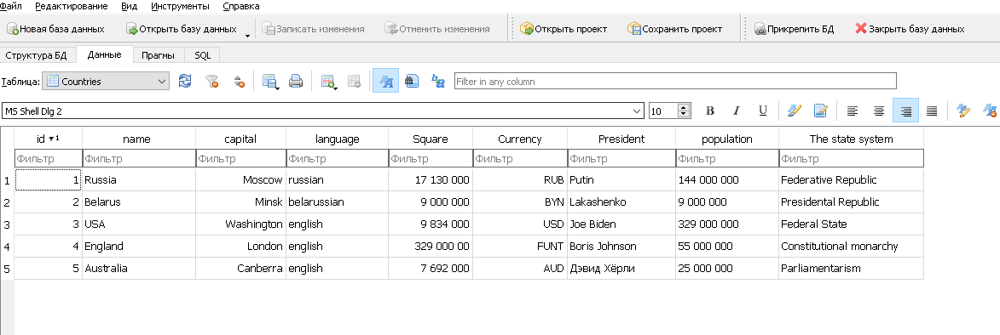 Файл Редактирование Вид Инструменты Справка
Новая база данных Открыть базу данных Записать изменения Отменить изменения Открыть проект Сохранить проект Прикрепить БД Закрыть базу данных
Структура БД Данные Прагмы SQL
Таблица: Countries Filter in any column
MS Shell Dlg 2 10 B I U
id 1 name capital language Square Currency President population The state system
Фильтр Фильтр Фильтр Фильтр Фильтр Фильтр Фильтр Фильтр Фильтр
1 1 Russia Moscow russian 17 130 000 RUB Putin 144 000 000 Federative Republic
2 2 Belarus Minsk belarussian 9 000 000 BYN Lakashenko 9 000 000 Presidental Republic
3 3 USA Washington english 9 834 000 USD Joe Biden 329 000 000 Federal State
4 4 England London english 329 000 00 FUNT Boris Johnson 55 000 000 Constitutional monarchy
5 5 Australia Canberra english 7 692 000 AUD Дэвид Хёрли 25 000 000 Parliamentarism